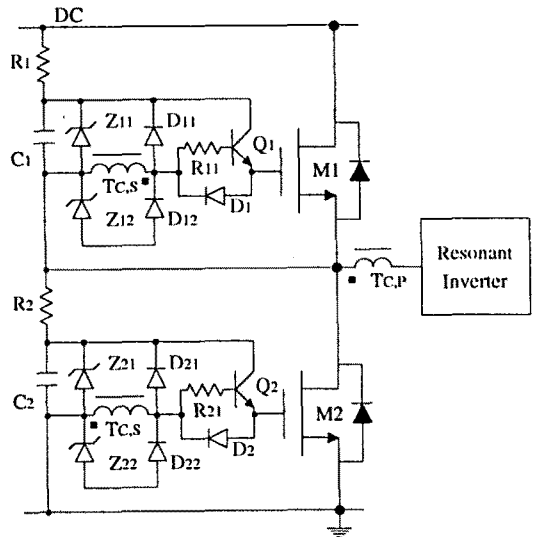 DC
R1
Z11
D11
Q1
C1
R11
M1
TC,S
D1
Z12
D12
Resonant
Inverter
TC,P
R2
Z21
D21
Q2
C2
R21
M2
TC,S
D2
Z22
D22